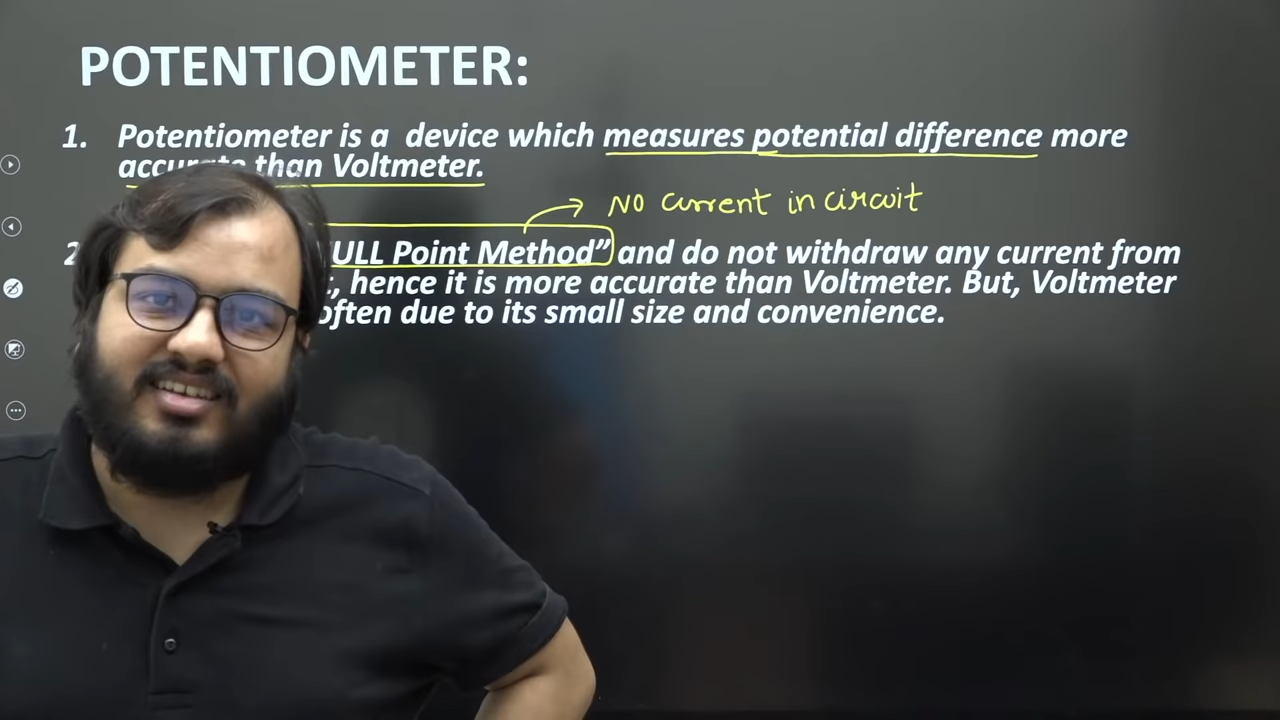 POTENTIOMETER:
1. Potentiometer is a device which measures potential difference more
accurate than Voltmeter.
NO current in circuit
2 ULL Point Method” and do not withdraw any current from
t, hence it is more accurate than Voltmeter. But, Voltmeter
often due to its small size and convenience.